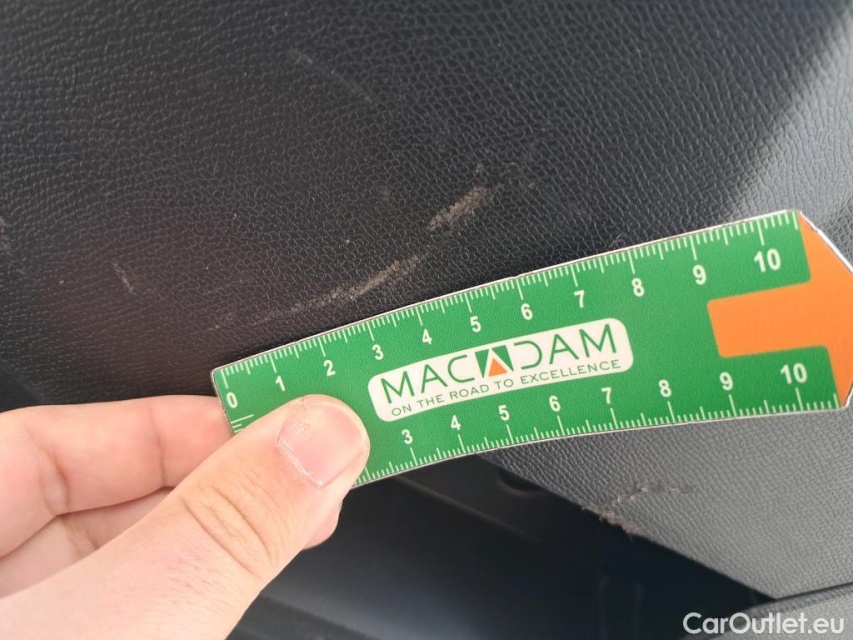 0 1 2 3 4 5 6 7 8 9 10
MACADAM
ON THE ROAD TO EXCELLENCE
3 4 5 6 7 8 9 10
CarOutlet.eu